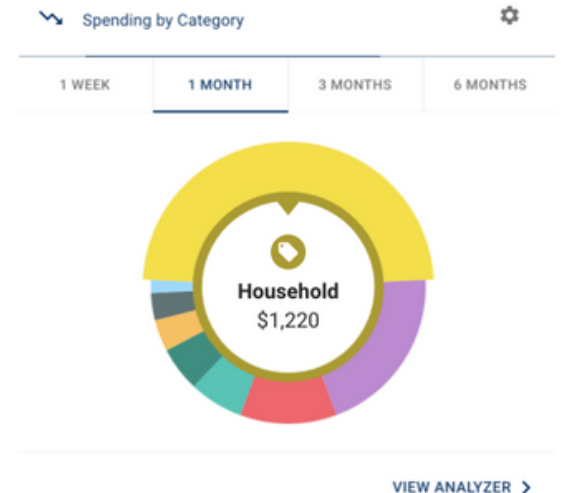 Spending by Category
1 WEEK 1 MONTH 3 MONTHS 6 MONTHS
Household
$1,220
VIEW ANALYZER